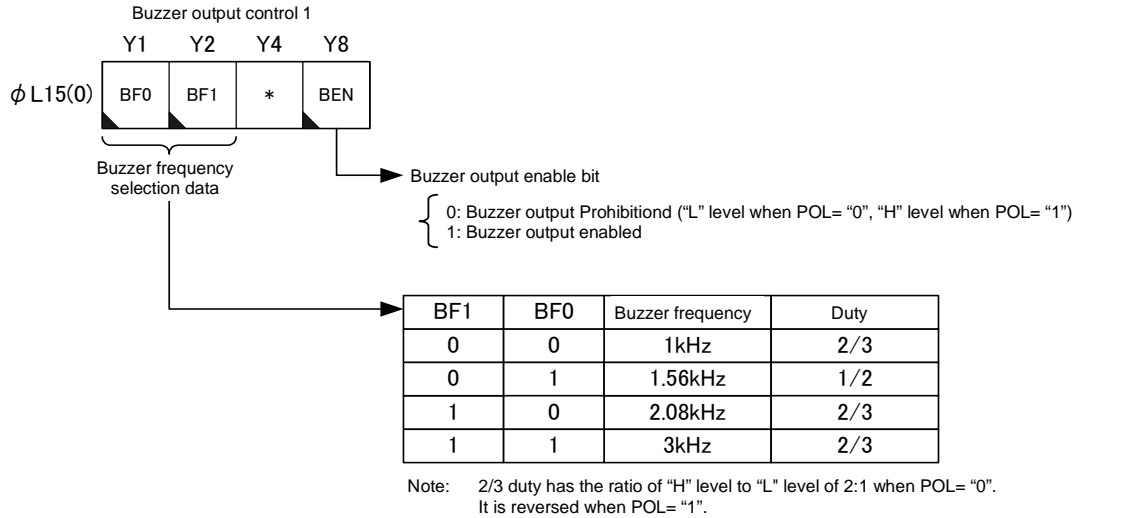 Buzzer output control 1
Y1 Y2 Y4 Y8
ϕL15(0) BF0 BF1 * BEN
Buzzer frequency
selection data
Buzzer output enable bit
0: Buzzer output Prohibitiond (“L” level when POL= “0”, “H” level when POL= “1”)
1: Buzzer output enabled
BF1 BF0 Buzzer frequency Duty
0 0 1kHz 2/3
0 1 1.56kHz 1/2
1 0 2.08kHz 2/3
1 1 3kHz 2/3
Note: 2/3 duty has the ratio of “H” level to “L" level of 2:1 when POL= “0”.
It is reversed when POL= “1”.